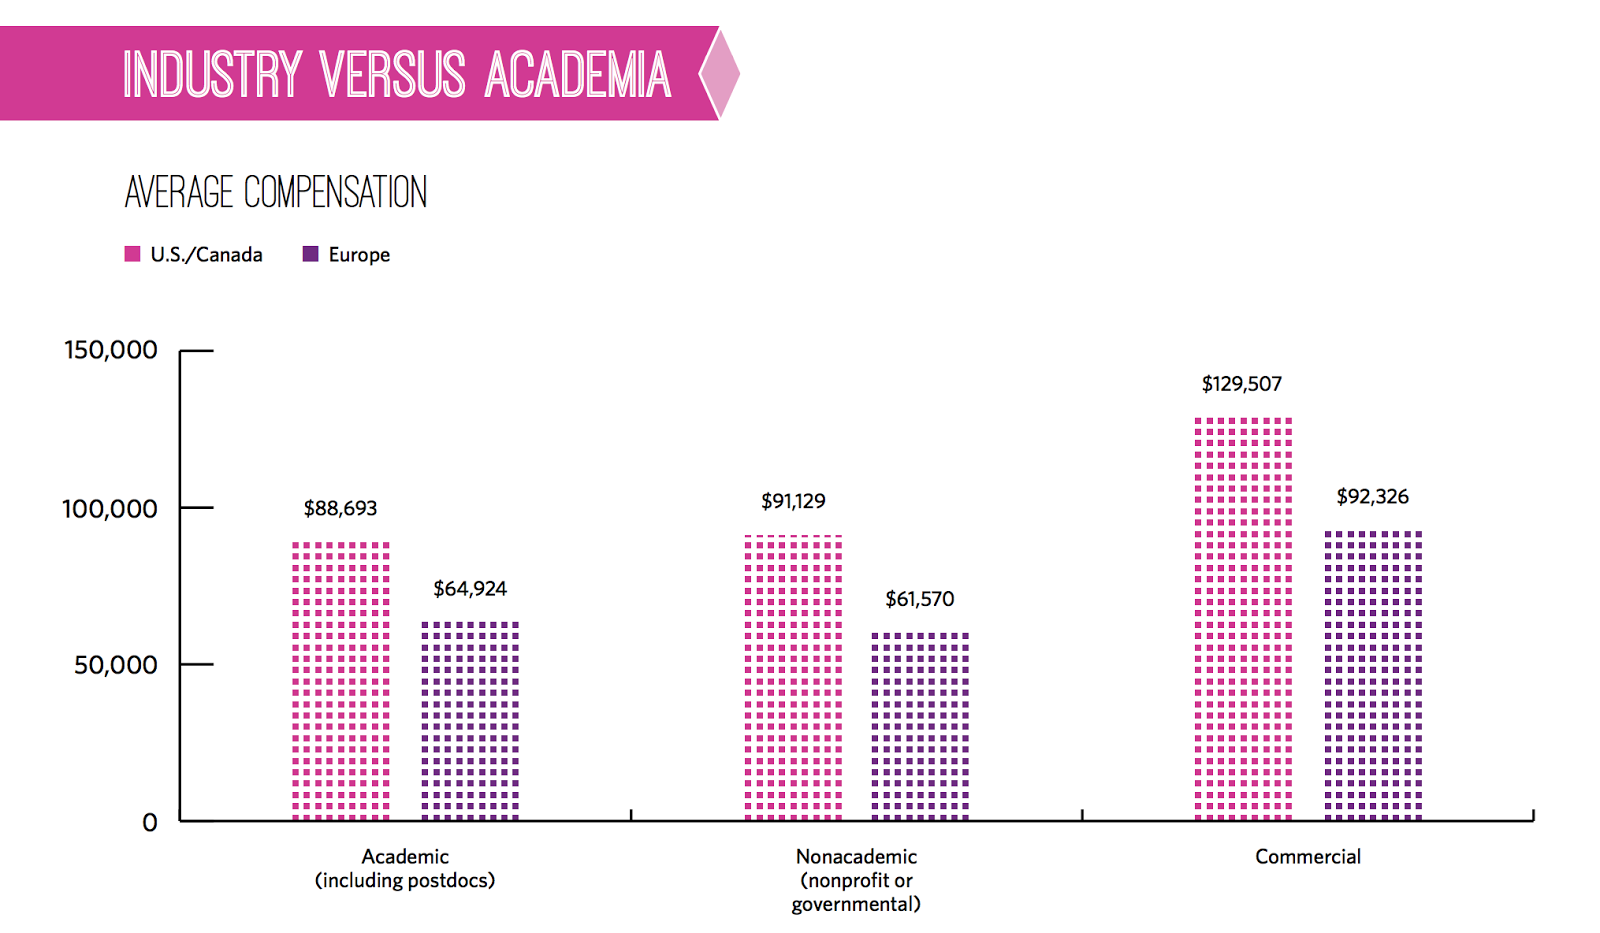 INDUSTRY VERSUS ACADEMIA
AVERAGE COMPENSATION
U.S./Canada
Europe
150,000
100,000
50,000
0
$88,693
$64,924
$91,129
$61,570
$129,507
$92,326
Academic
(including postdocs)
Nonacademic
(nonprofit or
governmental)
Commercial